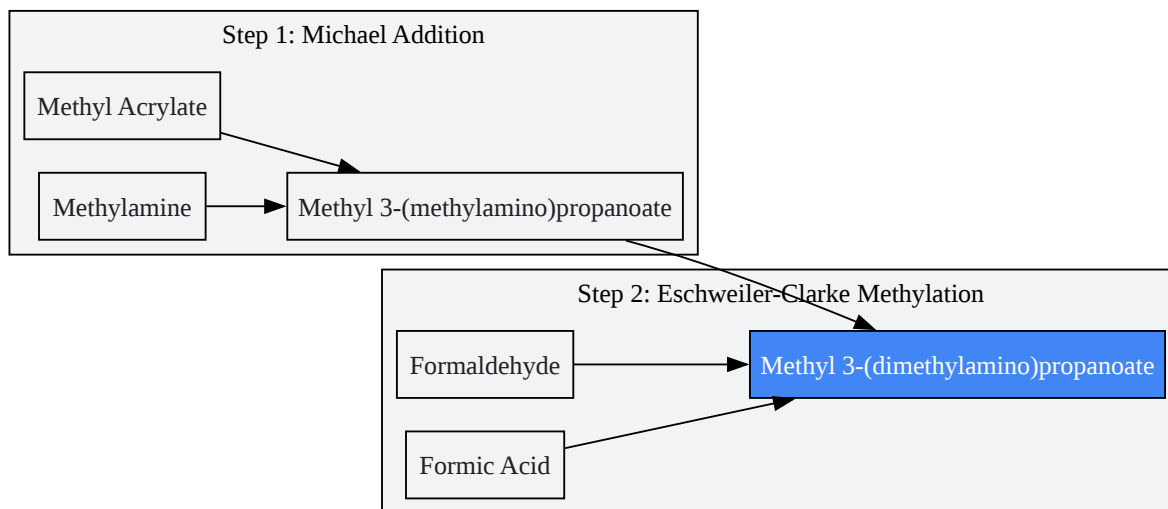 Step 1: Michael Addition
Methyl Acrylate
Methylamine
Methyl 3-(methylamino)propanoate
Step 2: Eschweiler-Clarke Methylation
Formaldehyde
Methyl 3-(dimethylamino)propanoate
Formic Acid